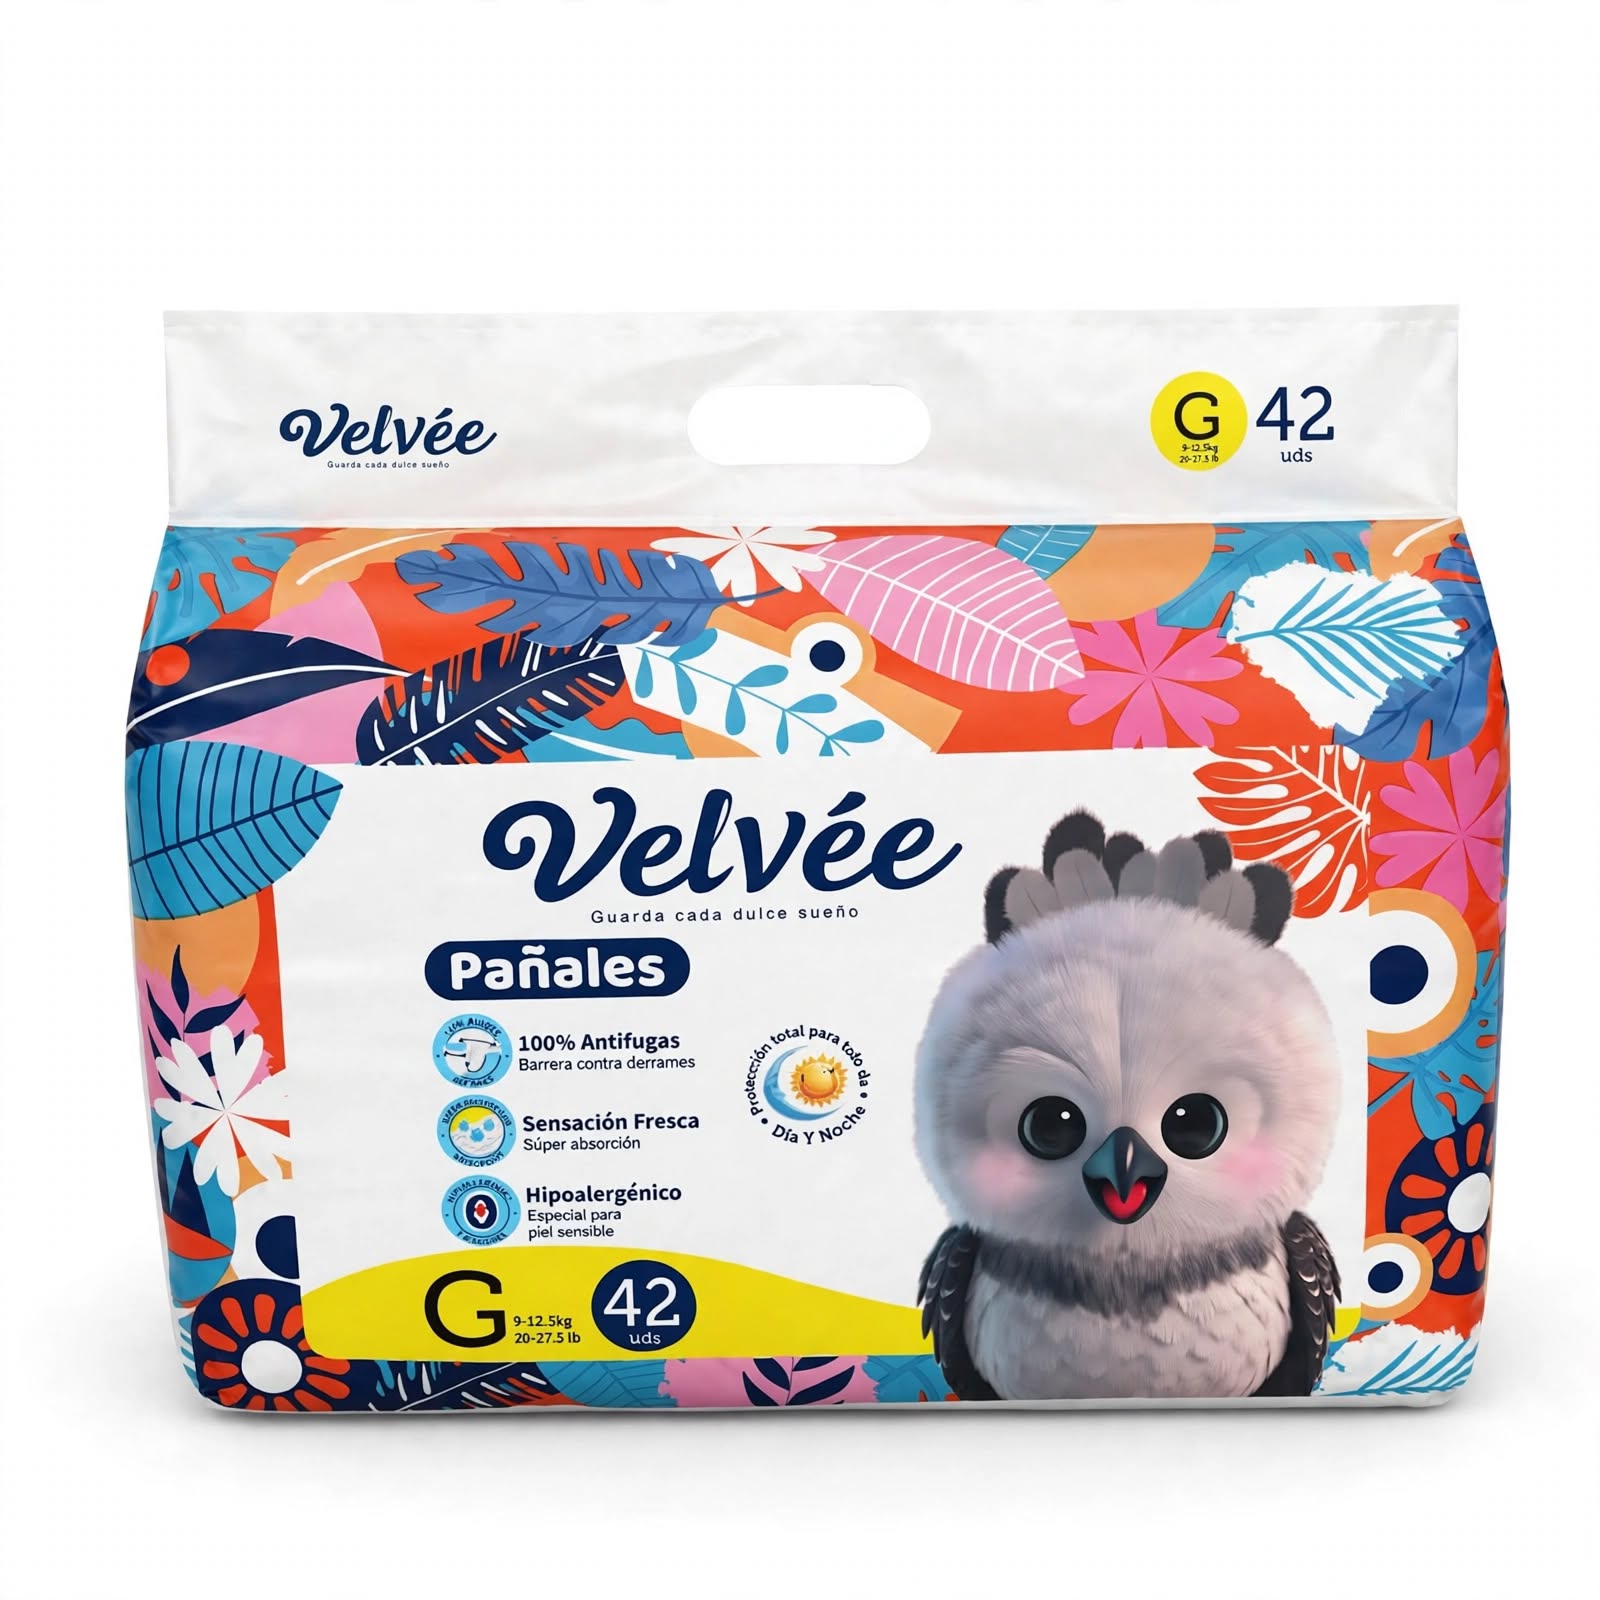 Velvée
Guarda cada dulce sueño
G
9-12.5kg
20-27.5 lb
42
uds
Velvée
Guarda cada dulce sueño
Pañales
100% Antifugas
Barrera contra derrames
Sensación Fresca
Súper absorción
Hipoalergénico
Especial para
piel sensible
Protección total para todo
Día Y Noche
G
9-12.5kg
20-27.5 lb
42
uds